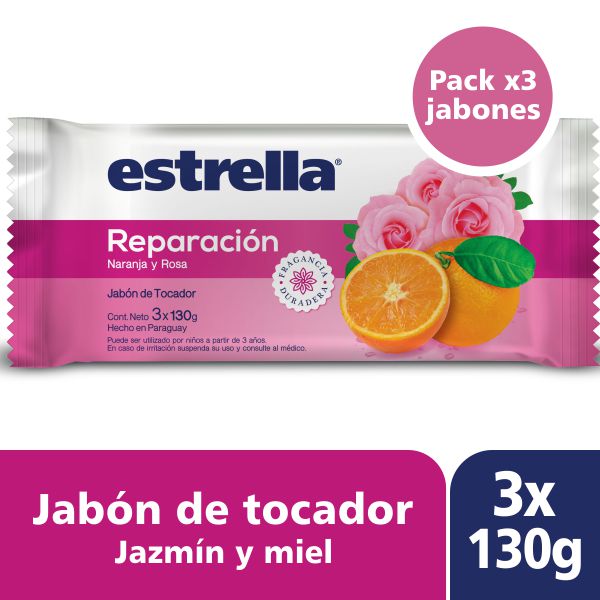 Pack x3
jabones
estrella®
Reparación
Naranja y Rosa
FRAGANCIA
DURADERA
Jabón de Tocador
Cont. Neto 3x130g
Hecho en Paraguay
Puede ser utilizado por niños a partir de 3 años.
En caso de irritación suspenda su uso y consulte al médico.
Jabón de tocador
Jazmín y miel
3x
130g